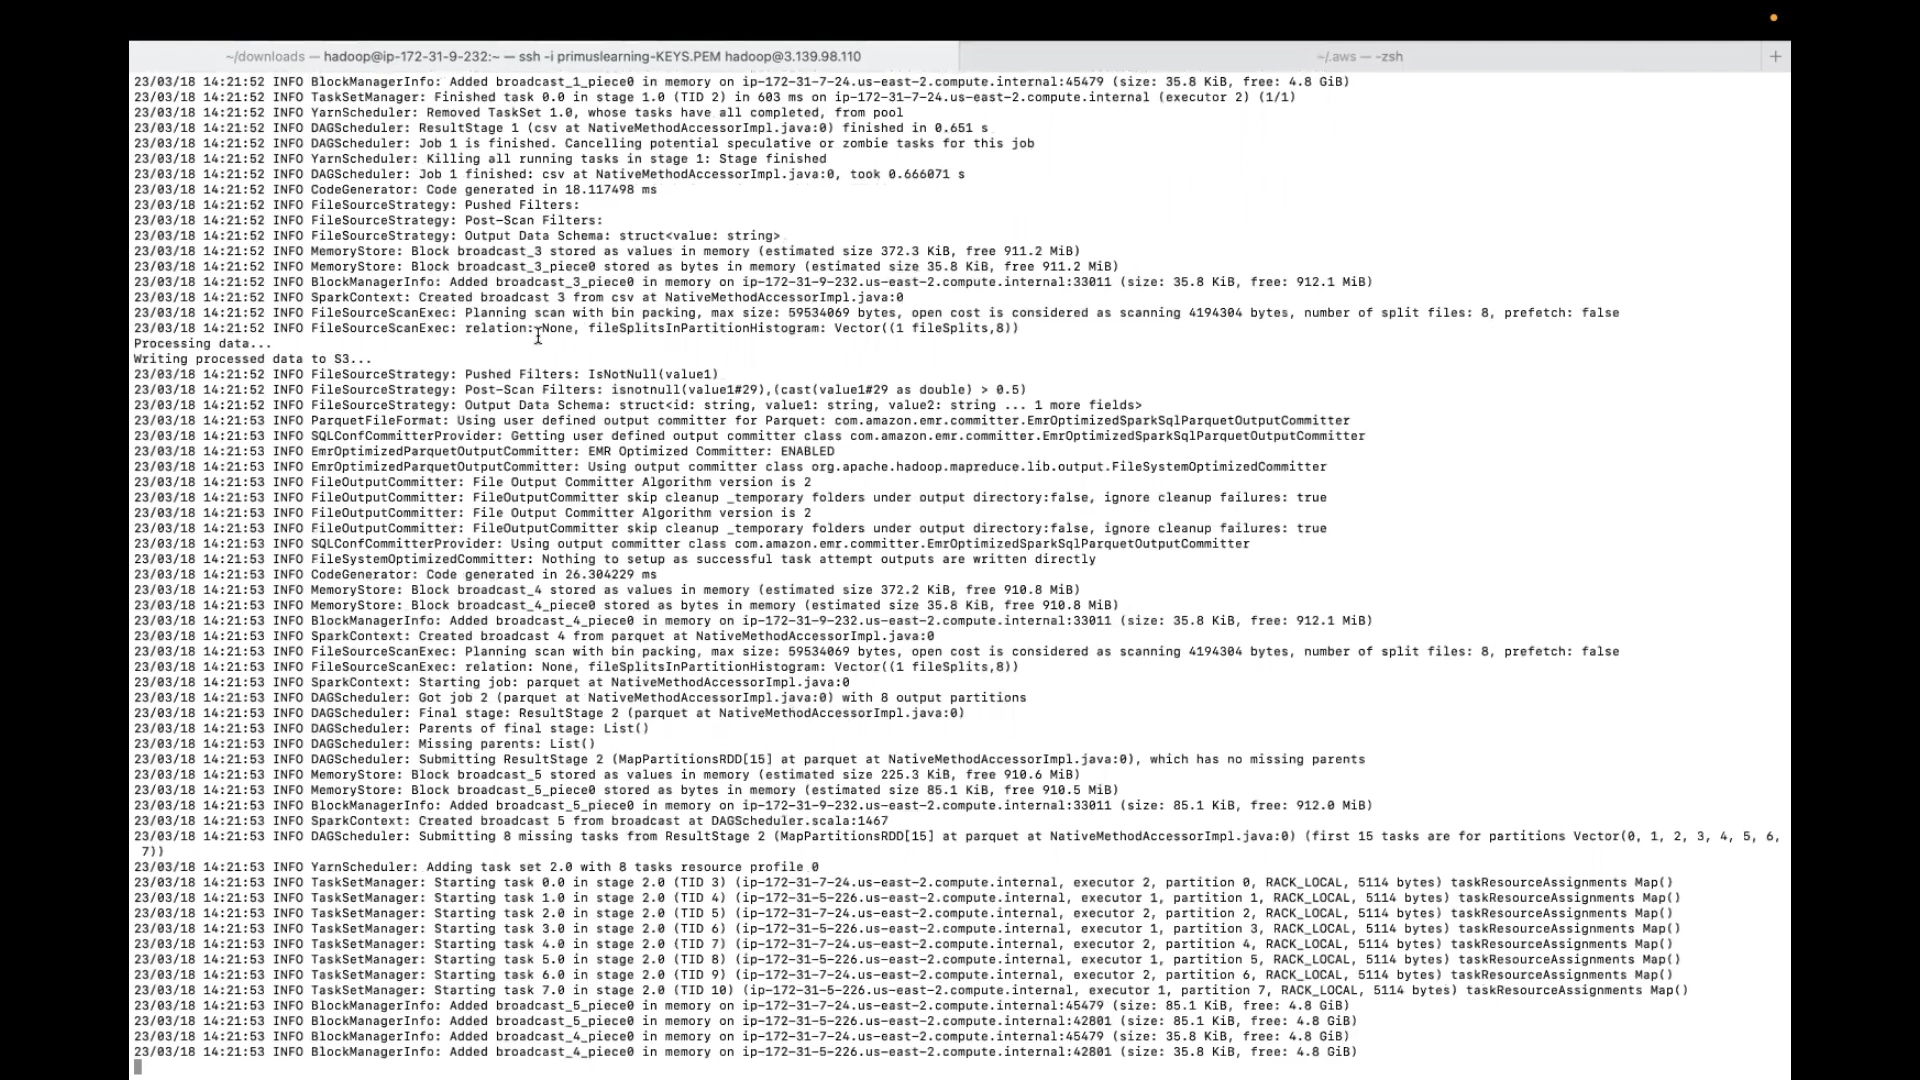 ~/downloads — hadoop@ip-172-31-9-232:~ — ssh -i primuslearning-KEYS.PEM hadoop@3.139.98.110
~/.aws — -zsh
+
23/03/18 14:21:52 INFO BlockManagerInfo: Added broadcast_1_piece0 in memory on ip-172-31-7-24.us-east-2.compute.internal:45479 (size: 35.8 KiB, free: 4.8 GiB)
23/03/18 14:21:52 INFO TaskSetManager: Finished task 0.0 in stage 1.0 (TID 2) in 603 ms on ip-172-31-7-24.us-east-2.compute.internal (executor 2) (1/1)
23/03/18 14:21:52 INFO YarnScheduler: Removed TaskSet 1.0, whose tasks have all completed, from pool
23/03/18 14:21:52 INFO DAGScheduler: ResultStage 1 (csv at NativeMethodAccessorImpl.java:0) finished in 0.651 s
23/03/18 14:21:52 INFO DAGScheduler: Job 1 is finished. Cancelling potential speculative or zombie tasks for this job
23/03/18 14:21:52 INFO YarnScheduler: Killing all running tasks in stage 1: Stage finished
23/03/18 14:21:52 INFO DAGScheduler: Job 1 finished: csv at NativeMethodAccessorImpl.java:0, took 0.666071 s
23/03/18 14:21:52 INFO CodeGenerator: Code generated in 18.117498 ms
23/03/18 14:21:52 INFO FileSourceStrategy: Pushed Filters:
23/03/18 14:21:52 INFO FileSourceStrategy: Post-Scan Filters:
23/03/18 14:21:52 INFO FileSourceStrategy: Output Data Schema: struct<value: string>
23/03/18 14:21:52 INFO MemoryStore: Block broadcast_3 stored as values in memory (estimated size 372.3 KiB, free 911.2 MiB)
23/03/18 14:21:52 INFO MemoryStore: Block broadcast_3_piece0 stored as bytes in memory (estimated size 35.8 KiB, free 911.2 MiB)
23/03/18 14:21:52 INFO BlockManagerInfo: Added broadcast_3_piece0 in memory on ip-172-31-9-232.us-east-2.compute.internal:33011 (size: 35.8 KiB, free: 912.1 MiB)
23/03/18 14:21:52 INFO SparkContext: Created broadcast 3 from csv at NativeMethodAccessorImpl.java:0
23/03/18 14:21:52 INFO FileSourceScanExec: Planning scan with bin packing, max size: 59534069 bytes, open cost is considered as scanning 4194304 bytes, number of split files: 8, prefetch: false
23/03/18 14:21:52 INFO FileSourceScanExec: relation: None, fileSplitsInPartitionHistogram: Vector((1 fileSplits,8))
Processing data...
Writing processed data to S3...
23/03/18 14:21:52 INFO FileSourceStrategy: Pushed Filters: IsNotNull(value1)
23/03/18 14:21:52 INFO FileSourceStrategy: Post-Scan Filters: isnotnull(value1#29),(cast(value1#29 as double) > 0.5)
23/03/18 14:21:52 INFO FileSourceStrategy: Output Data Schema: struct<id: string, value1: string, value2: string ... 1 more fields>
23/03/18 14:21:52 INFO ParquetFileFormat: Using user defined output committer for Parquet: com.amazon.emr.committer.EmrOptimizedSparkSqlParquetOutputCommitter
23/03/18 14:21:52 INFO SQLConfCommitterProvider: Getting user defined output committer class com.amazon.emr.committer.EmrOptimizedSparkSqlParquetOutputCommitter
23/03/18 14:21:52 INFO EmrOptimizedParquetOutputCommitter: EMR Optimized Committer: ENABLED
23/03/18 14:21:52 INFO EmrOptimizedParquetOutputCommitter: Using output committer class org.apache.hadoop.mapreduce.lib.output.FileSystemOptimizedCommitter
23/03/18 14:21:52 INFO FileOutputCommitter: File Output Committer Algorithm version is 2
23/03/18 14:21:52 INFO FileOutputCommitter: FileOutputCommitter skip cleanup _temporary folders under output directory:false, ignore cleanup failures: true
23/03/18 14:21:52 INFO FileOutputCommitter: File Output Committer Algorithm version is 2
23/03/18 14:21:52 INFO FileOutputCommitter: FileOutputCommitter skip cleanup _temporary folders under output directory:false, ignore cleanup failures: true
23/03/18 14:21:52 INFO SQLConfCommitterProvider: Using output committer class com.amazon.emr.committer.EmrOptimizedSparkSqlParquetOutputCommitter
23/03/18 14:21:53 INFO FileSystemOptimizedCommitter: Nothing to setup as successful task attempt outputs are written directly
23/03/18 14:21:53 INFO CodeGenerator: Code generated in 26.304229 ms
23/03/18 14:21:53 INFO MemoryStore: Block broadcast_4 stored as values in memory (estimated size 372.2 KiB, free 910.8 MiB)
23/03/18 14:21:53 INFO MemoryStore: Block broadcast_4_piece0 stored as bytes in memory (estimated size 35.8 KiB, free 910.8 MiB)
23/03/18 14:21:53 INFO BlockManagerInfo: Added broadcast_4_piece0 in memory on ip-172-31-9-232.us-east-2.compute.internal:33011 (size: 35.8 KiB, free: 912.1 MiB)
23/03/18 14:21:53 INFO SparkContext: Created broadcast 4 from parquet at NativeMethodAccessorImpl.java:0
23/03/18 14:21:53 INFO FileSourceScanExec: Planning scan with bin packing, max size: 59534069 bytes, open cost is considered as scanning 4194304 bytes, number of split files: 8, prefetch: false
23/03/18 14:21:53 INFO FileSourceScanExec: relation: None, fileSplitsInPartitionHistogram: Vector((1 fileSplits,8))
23/03/18 14:21:53 INFO SparkContext: Starting job: parquet at NativeMethodAccessorImpl.java:0
23/03/18 14:21:53 INFO DAGScheduler: Got job 2 (parquet at NativeMethodAccessorImpl.java:0) with 8 output partitions
23/03/18 14:21:53 INFO DAGScheduler: Final stage: ResultStage 2 (parquet at NativeMethodAccessorImpl.java:0)
23/03/18 14:21:53 INFO DAGScheduler: Parents of final stage: List()
23/03/18 14:21:53 INFO DAGScheduler: Missing parents: List()
23/03/18 14:21:53 INFO DAGScheduler: Submitting ResultStage 2 (MapPartitionsRDD[15] at parquet at NativeMethodAccessorImpl.java:0), which has no missing parents
23/03/18 14:21:53 INFO MemoryStore: Block broadcast_5 stored as values in memory (estimated size 225.3 KiB, free 910.6 MiB)
23/03/18 14:21:53 INFO MemoryStore: Block broadcast_5_piece0 stored as bytes in memory (estimated size 85.1 KiB, free 910.5 MiB)
23/03/18 14:21:53 INFO BlockManagerInfo: Added broadcast_5_piece0 in memory on ip-172-31-9-232.us-east-2.compute.internal:33011 (size: 85.1 KiB, free: 912.0 MiB)
23/03/18 14:21:53 INFO SparkContext: Created broadcast 5 from broadcast at DAGScheduler.scala:1467
23/03/18 14:21:53 INFO DAGScheduler: Submitting 8 missing tasks from ResultStage 2 (MapPartitionsRDD[15] at parquet at NativeMethodAccessorImpl.java:0) (first 15 tasks are for partitions Vector(0, 1, 2, 3, 4, 5, 6,
7))
23/03/18 14:21:53 INFO YarnScheduler: Adding task set 2.0 with 8 tasks resource profile 0
23/03/18 14:21:53 INFO TaskSetManager: Starting task 0.0 in stage 2.0 (TID 3) (ip-172-31-7-24.us-east-2.compute.internal, executor 2, partition 0, RACK_LOCAL, 5114 bytes) taskResourceAssignments Map()
23/03/18 14:21:53 INFO TaskSetManager: Starting task 1.0 in stage 2.0 (TID 4) (ip-172-31-5-226.us-east-2.compute.internal, executor 1, partition 1, RACK_LOCAL, 5114 bytes) taskResourceAssignments Map()
23/03/18 14:21:53 INFO TaskSetManager: Starting task 2.0 in stage 2.0 (TID 5) (ip-172-31-7-24.us-east-2.compute.internal, executor 2, partition 2, RACK_LOCAL, 5114 bytes) taskResourceAssignments Map()
23/03/18 14:21:53 INFO TaskSetManager: Starting task 3.0 in stage 2.0 (TID 6) (ip-172-31-5-226.us-east-2.compute.internal, executor 1, partition 3, RACK_LOCAL, 5114 bytes) taskResourceAssignments Map()
23/03/18 14:21:53 INFO TaskSetManager: Starting task 4.0 in stage 2.0 (TID 7) (ip-172-31-7-24.us-east-2.compute.internal, executor 2, partition 4, RACK_LOCAL, 5114 bytes) taskResourceAssignments Map()
23/03/18 14:21:53 INFO TaskSetManager: Starting task 5.0 in stage 2.0 (TID 8) (ip-172-31-5-226.us-east-2.compute.internal, executor 1, partition 5, RACK_LOCAL, 5114 bytes) taskResourceAssignments Map()
23/03/18 14:21:53 INFO TaskSetManager: Starting task 6.0 in stage 2.0 (TID 9) (ip-172-31-7-24.us-east-2.compute.internal, executor 2, partition 6, RACK_LOCAL, 5114 bytes) taskResourceAssignments Map()
23/03/18 14:21:53 INFO TaskSetManager: Starting task 7.0 in stage 2.0 (TID 10) (ip-172-31-5-226.us-east-2.compute.internal, executor 1, partition 7, RACK_LOCAL, 5114 bytes) taskResourceAssignments Map()
23/03/18 14:21:53 INFO BlockManagerInfo: Added broadcast_5_piece0 in memory on ip-172-31-7-24.us-east-2.compute.internal:45479 (size: 85.1 KiB, free: 4.8 GiB)
23/03/18 14:21:53 INFO BlockManagerInfo: Added broadcast_5_piece0 in memory on ip-172-31-5-226.us-east-2.compute.internal:42801 (size: 85.1 KiB, free: 4.8 GiB)
23/03/18 14:21:53 INFO BlockManagerInfo: Added broadcast_4_piece0 in memory on ip-172-31-7-24.us-east-2.compute.internal:45479 (size: 35.8 KiB, free: 4.8 GiB)
23/03/18 14:21:53 INFO BlockManagerInfo: Added broadcast_4_piece0 in memory on ip-172-31-5-226.us-east-2.compute.internal:42801 (size: 35.8 KiB, free: 4.8 GiB)